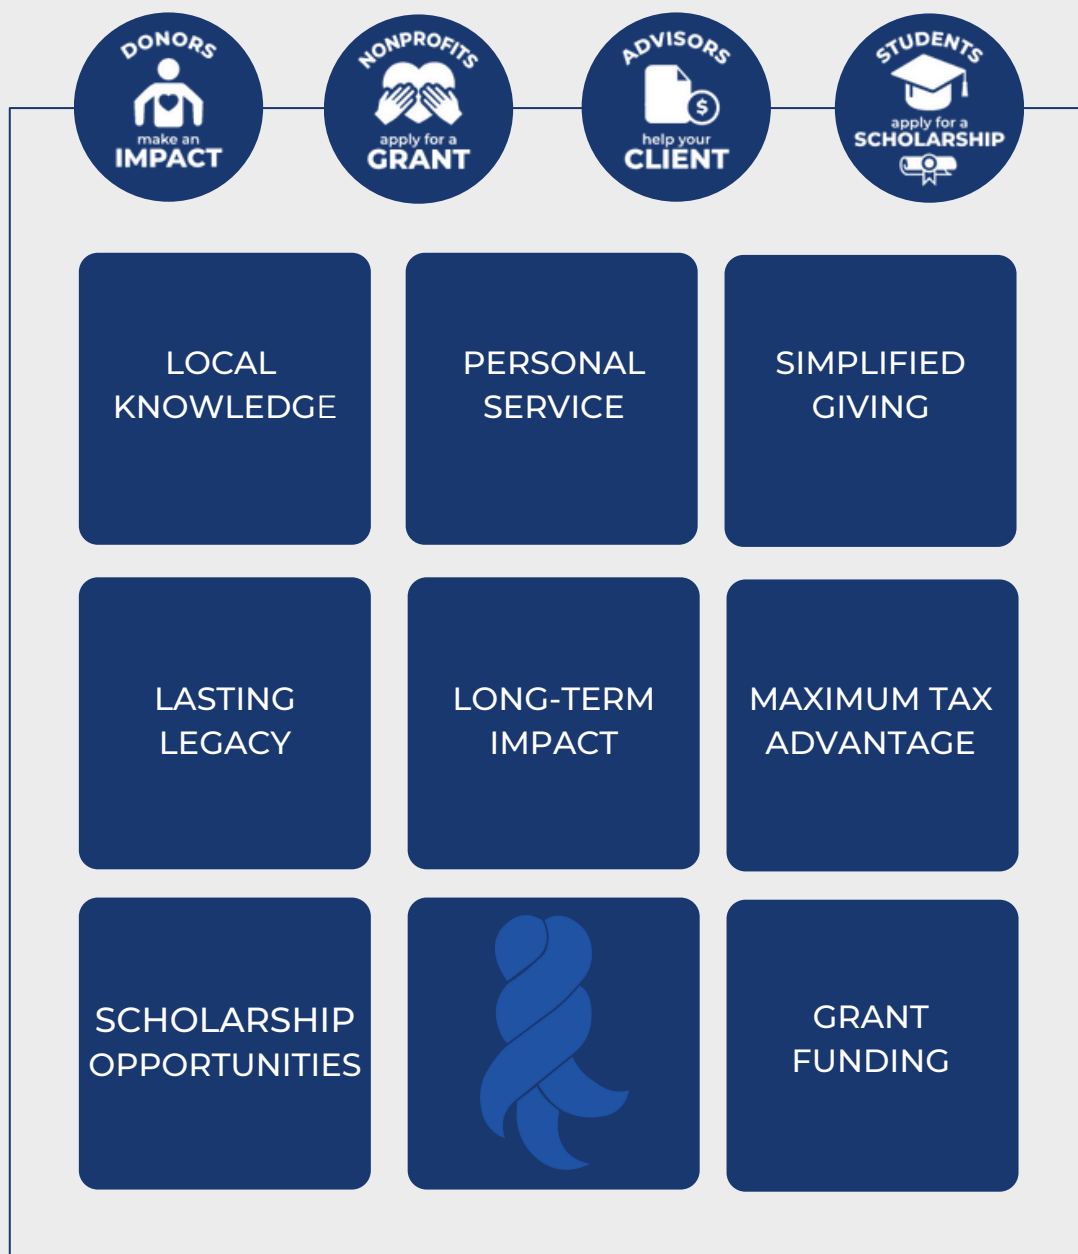 DONORS
make an
IMPACT
NONPROFITS
apply for a
GRANT
ADVISORS
$
help your
CLIENT
STUDENTS
apply for a
SCHOLARSHIP
LOCAL
KNOWLEDGE
PERSONAL
SERVICE
SIMPLIFIED
GIVING
LASTING
LEGACY
LONG-TERM
IMPACT
MAXIMUM TAX
ADVANTAGE
SCHOLARSHIP
OPPORTUNITIES
GRANT
FUNDING